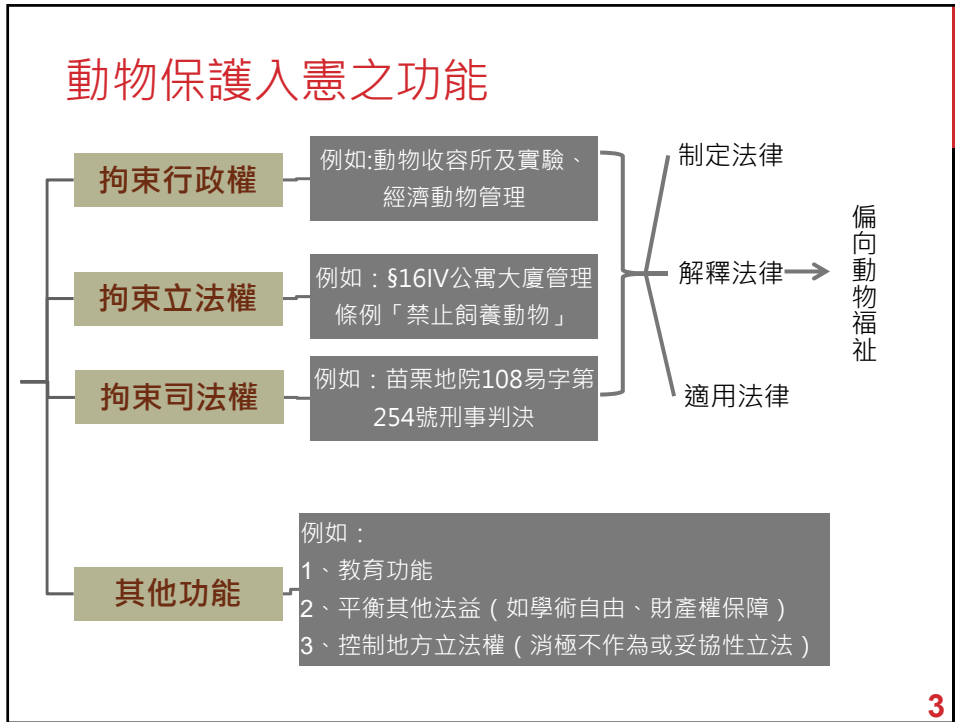 動物保護入憲之功能
拘束行政權
例如:動物收容所及實驗、
經濟動物管理
拘束立法權
例如：§16IV公寓大廈管理
條例「禁止飼養動物」
拘束司法權
例如：苗栗地院108易字第
254號刑事判決
制定法律
解釋法律
適用法律
偏向動物福祉
其他功能
例如：
1、教育功能
2、平衡其他法益（如學術自由、財產權保障）
3、控制地方立法權（消極不作為或妥協性立法）
3